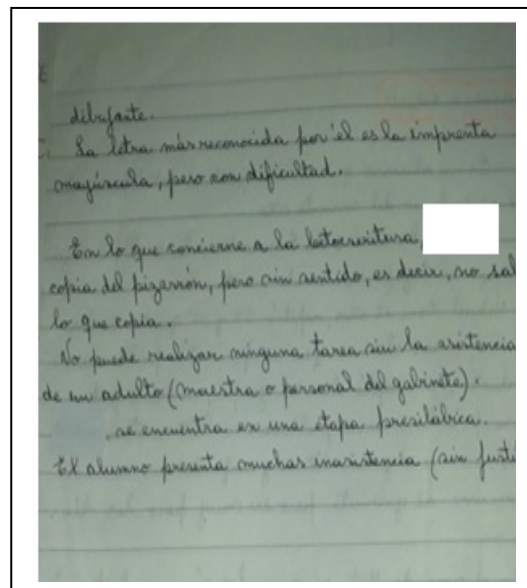 dibujante.
La letra más reconocida por él es la imprenta
mayúscula, pero con dificultad.
En lo que concierne a la lectoescritura,
copia del pizarrón, pero sin sentido, es decir, no sa
lo que copia.
No puede realizar ninguna tarea sin la asistencia
de un adulto (maestra o personal del gabinete).
, se encuentra en una etapa presilábica.
El alumno presenta muchas inasistencia (sin justi